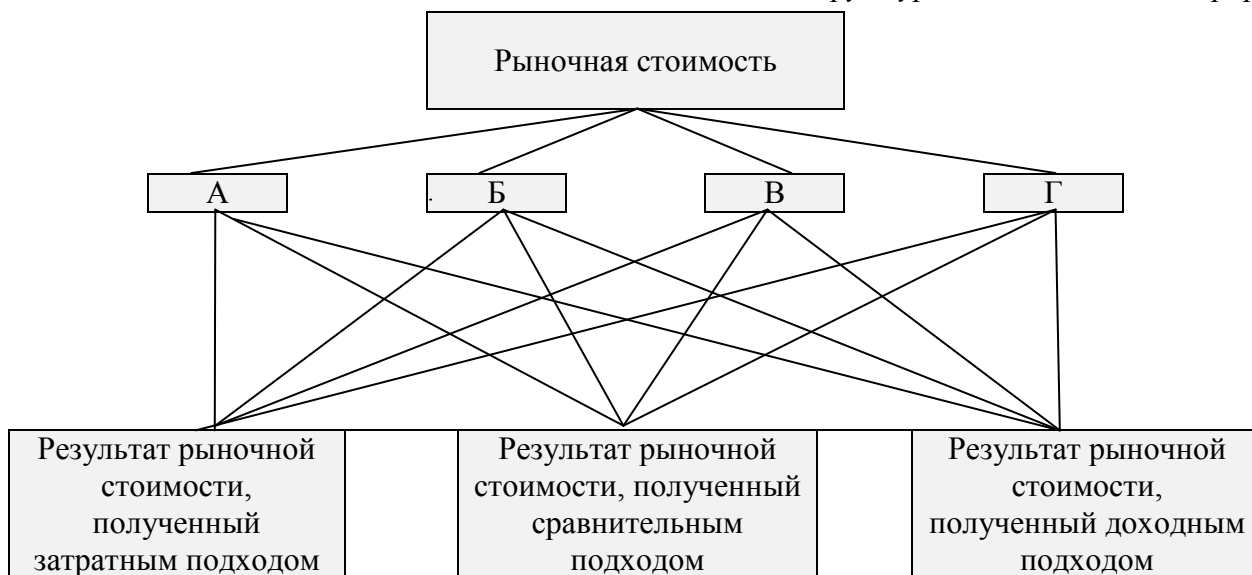 Рыночная стоимость
А
Б
В
Г
Результат рыночной
стоимости,
полученный
затратным подходом
Результат рыночной
стоимости, полученный
сравнительным
подходом
Результат рыночной
стоимости,
полученный доходным
подходом